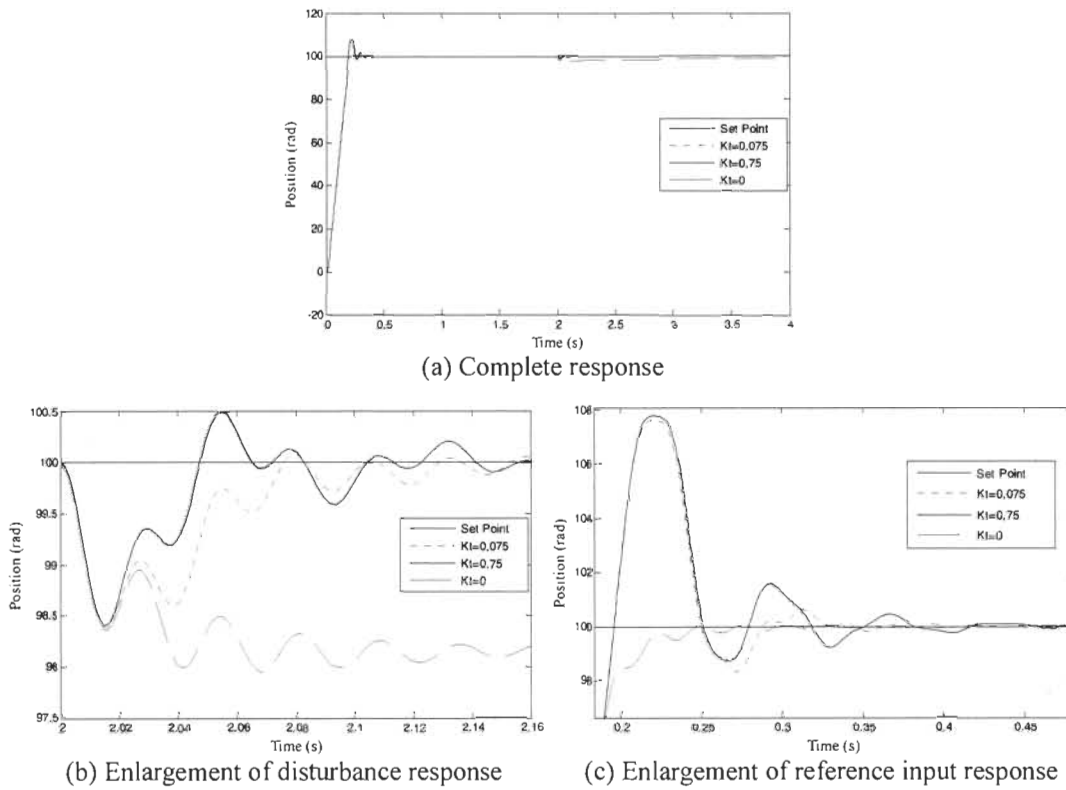 120
100
80
60
40
20
0
-20
Position (rad)
Set Point
Kt=0,075
Kt=0,75
Kt=0
0 0.5 1 1.5 2 2.5 3 3.5 4
Time (s)
(a) Complete response
100.5
100
99.5
99
98.5
98
97.5
Position (rad)
Set Point
Kt=0,075
Kt=0,75
Kt=0
2 2.02 2.04 2.06 2.08 2.1 2.12 2.14 2.16
Time (s)
(b) Enlargement of disturbance response
108
106
104
102
100
98
Position (rad)
Set Point
Kt=0,075
Kt=0,75
Kt=0
0.2 0.25 0.3 0.35 0.4 0.45
Time (s)
(c) Enlargement of reference input response